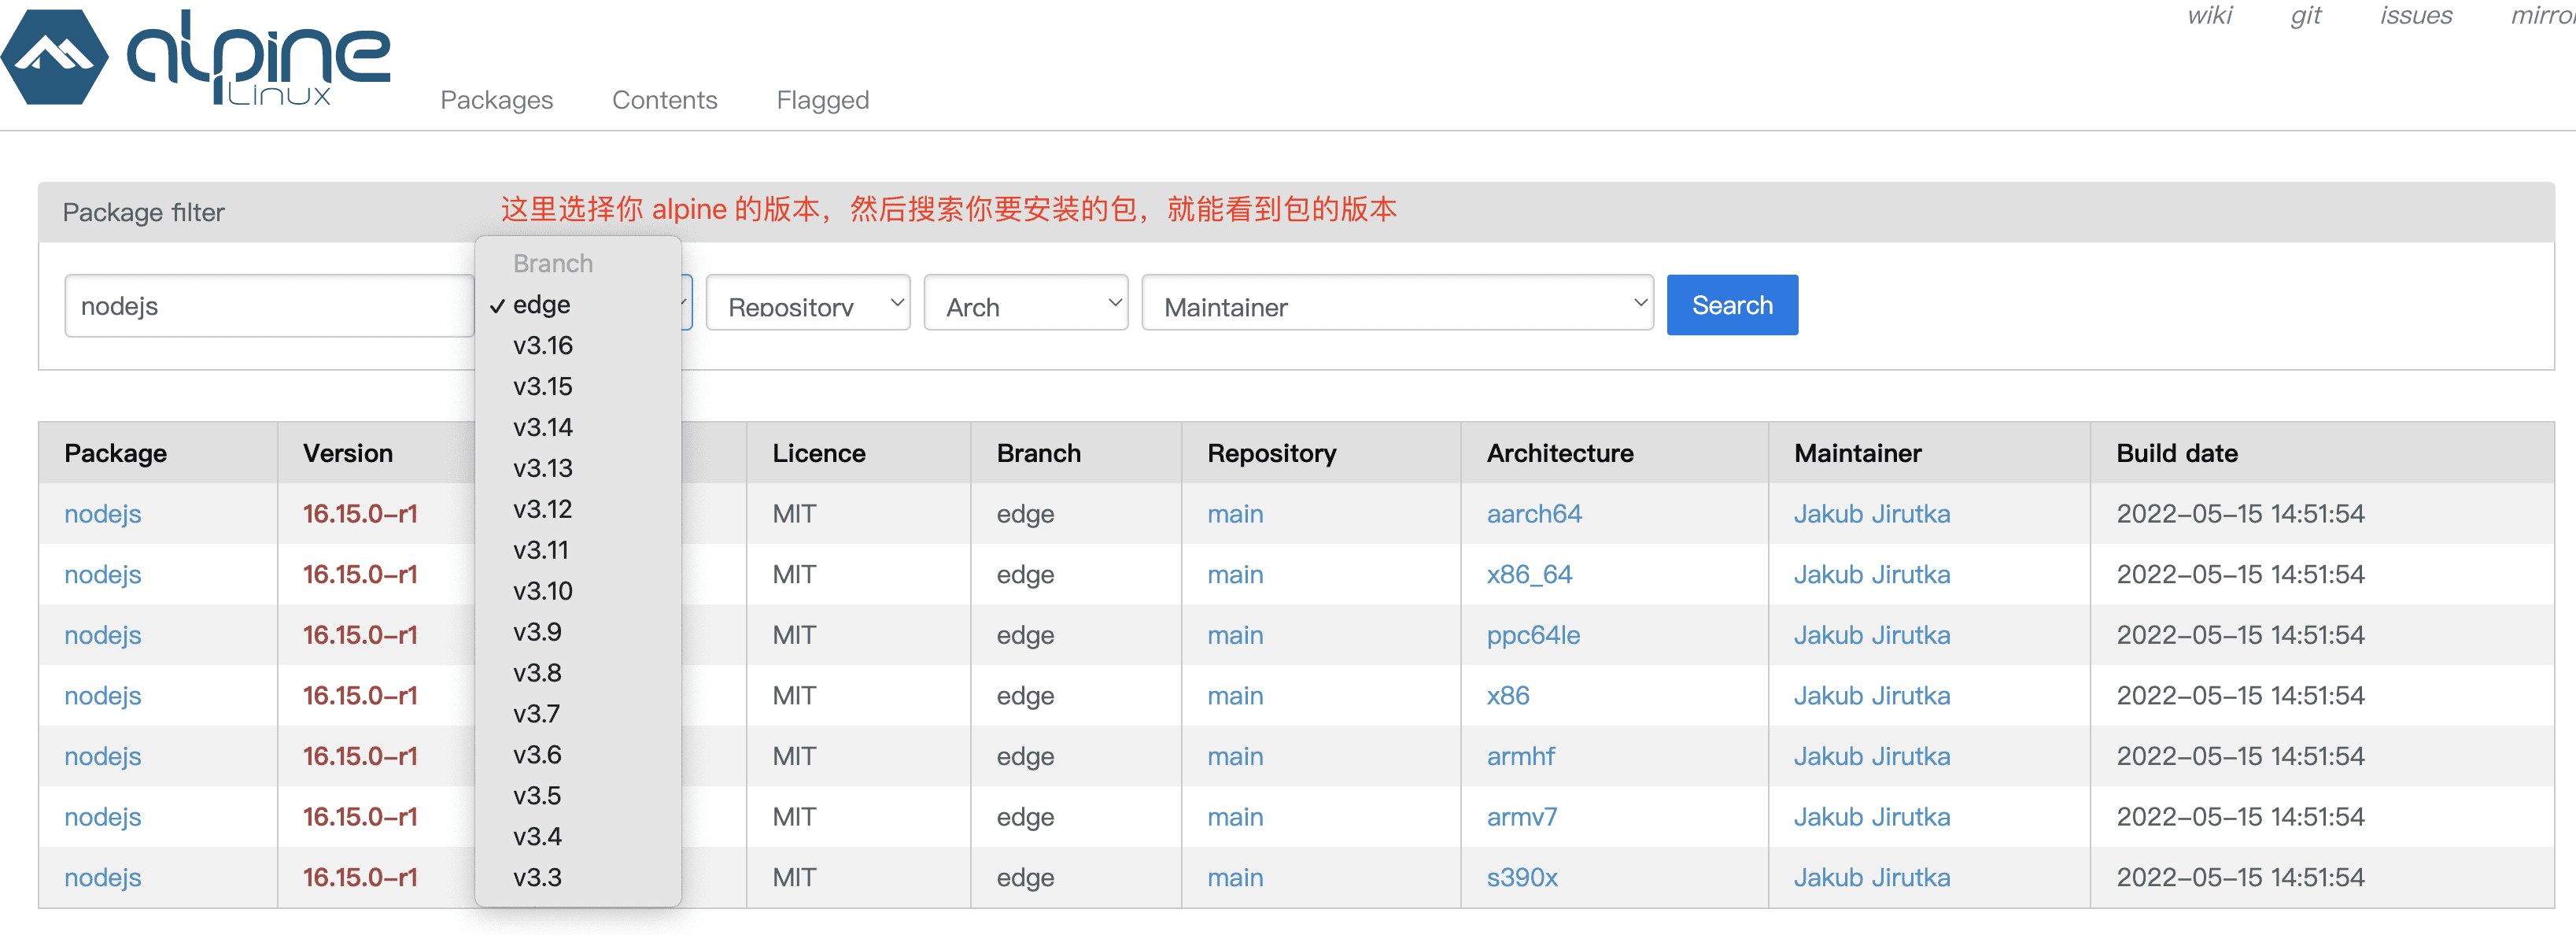 wiki git issues
alpine
Linux
Packages Contents Flagged
Package filter 这里选择你 alpine 的版本，然后搜索你要安装的包，就能看到包的版本
nodejs Repository Arch Maintainer Search
Branch
✓ edge
v3.16
v3.15
v3.14
v3.13
v3.12
v3.11
v3.10
v3.9
v3.8
v3.7
v3.6
v3.5
v3.4
v3.3
Package Version Licence Branch Repository Architecture Maintainer Build date
nodejs 16.15.0-r1 MIT edge main aarch64 Jakub Jirutka 2022-05-15 14:51:54
nodejs 16.15.0-r1 MIT edge main x86_64 Jakub Jirutka 2022-05-15 14:51:54
nodejs 16.15.0-r1 MIT edge main ppc64le Jakub Jirutka 2022-05-15 14:51:54
nodejs 16.15.0-r1 MIT edge main x86 Jakub Jirutka 2022-05-15 14:51:54
nodejs 16.15.0-r1 MIT edge main armhf Jakub Jirutka 2022-05-15 14:51:54
nodejs 16.15.0-r1 MIT edge main armv7 Jakub Jirutka 2022-05-15 14:51:54
nodejs 16.15.0-r1 MIT edge main s390x Jakub Jirutka 2022-05-15 14:51:54